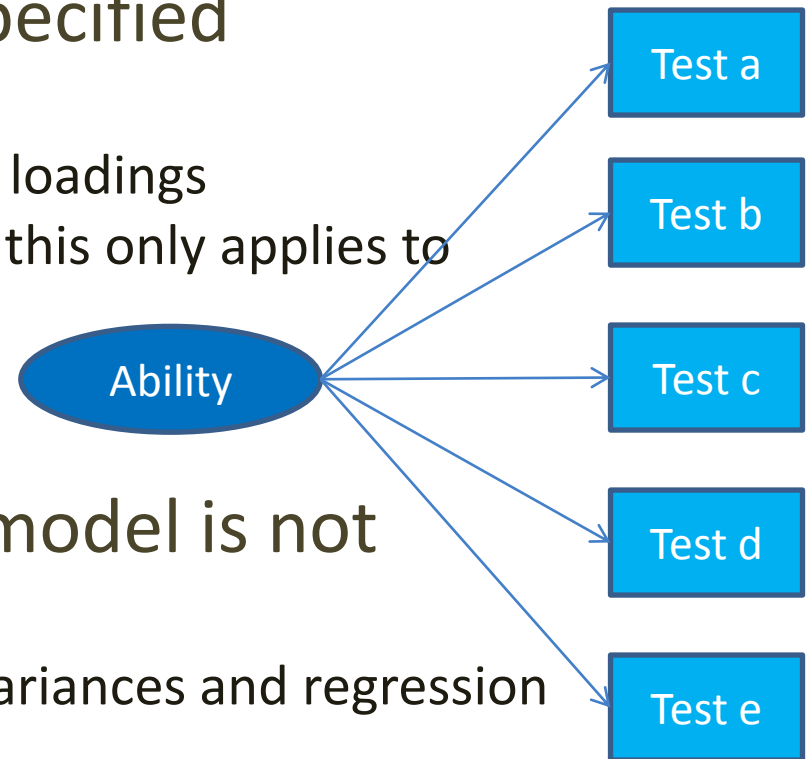 pecified
loadings
this only applies to
model is not
ariances and regression
Ability
Test a
Test b
Test c
Test d
Test e